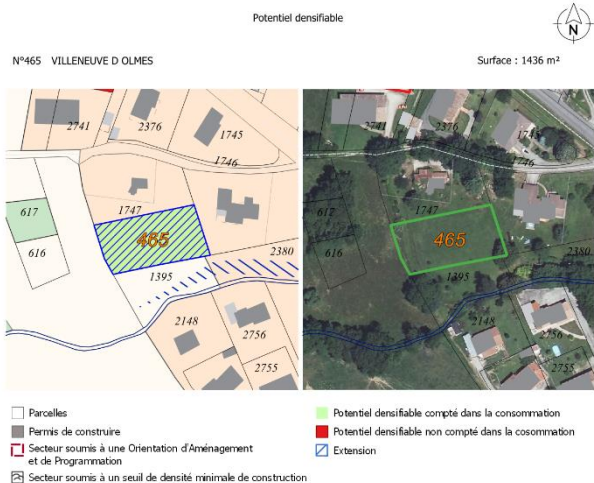 Potentiel densifiable
N
N°465 VILLENEUVE D OLMES
Surface : 1436 m²
2741
2376
1745
1746
617
616
1747
465
1395
2380
2148
2756
2755
2741
2376
1745
1746
617
616
1747
465
1395
2380
2148
2756
2755
Parcelles
Permis de construire
Secteur soumis à une Orientation d'Aménagement
et de Programmation
Secteur soumis à un seuil de densité minimale de construction
Potentiel densifiable compté dans la consommation
Potentiel densifiable non compté dans la cosommation
Extension